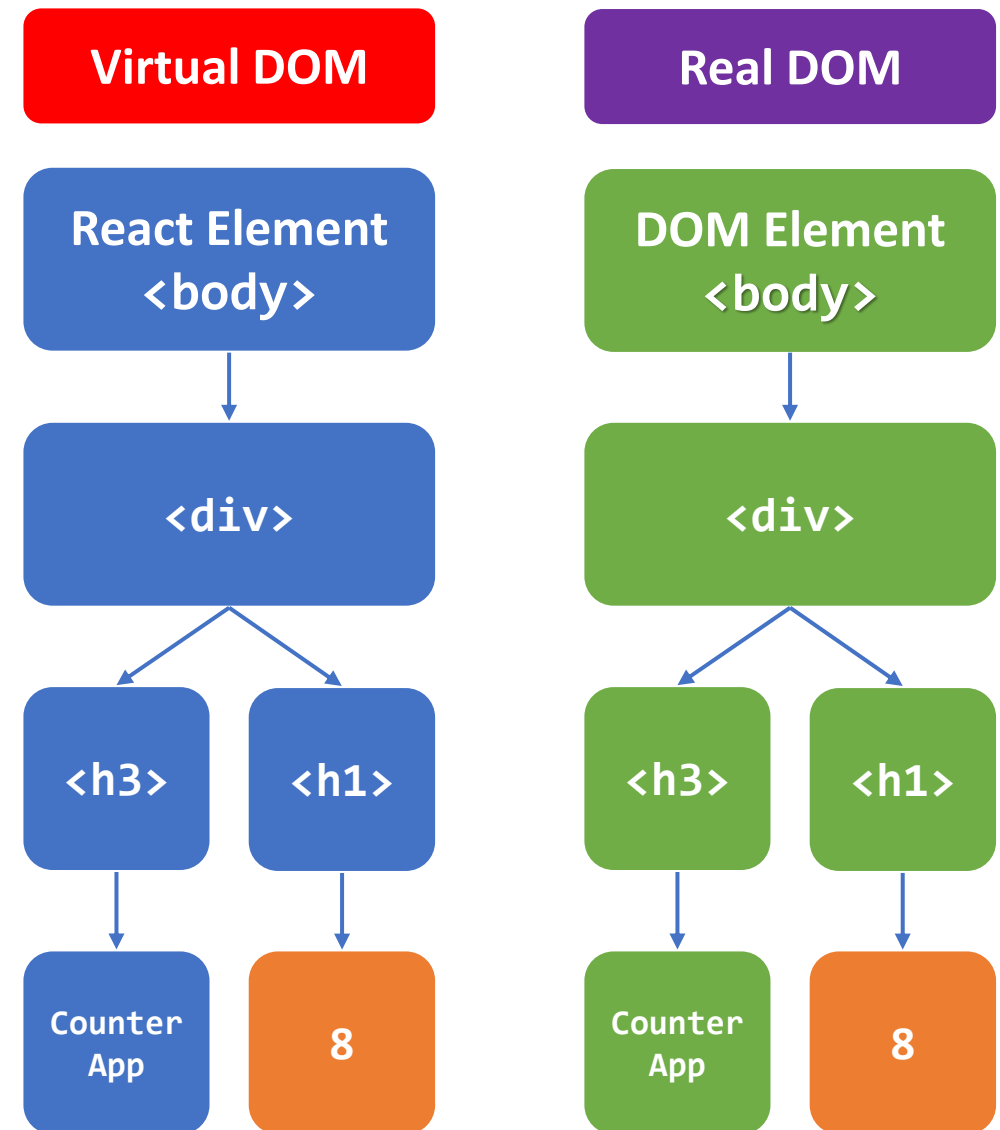 Virtual DOM
Real DOM
React Element
<body>
DOM Element
<body>
<div>
<div>
<h3>
<h1>
<h3>
<h1>
Counter
App
8
Counter
App
8